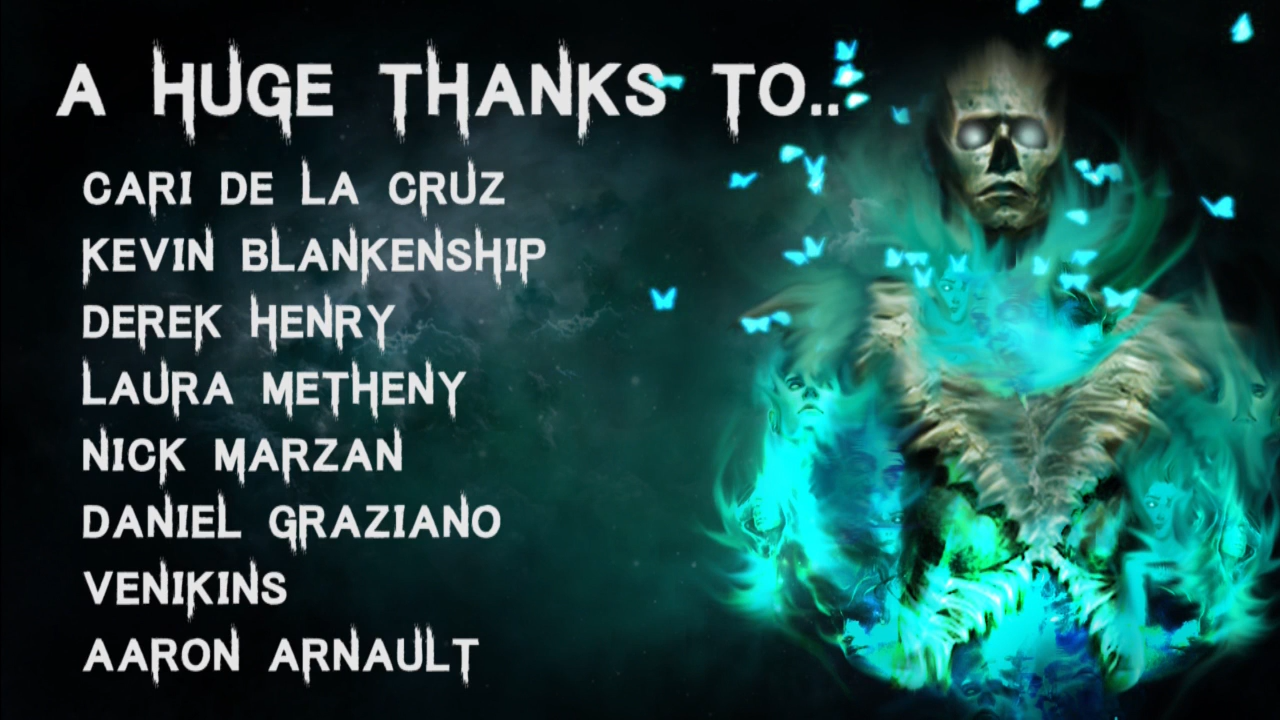 A HUGE THANKS TO..
CARI DE LA CRUZ
KEVIN BLANKENSHIP
DEREK HENRY
LAURA METHENY
NICK MARZAN
DANIEL GRAZIANO
VENIKINS
AARON ARNAULT